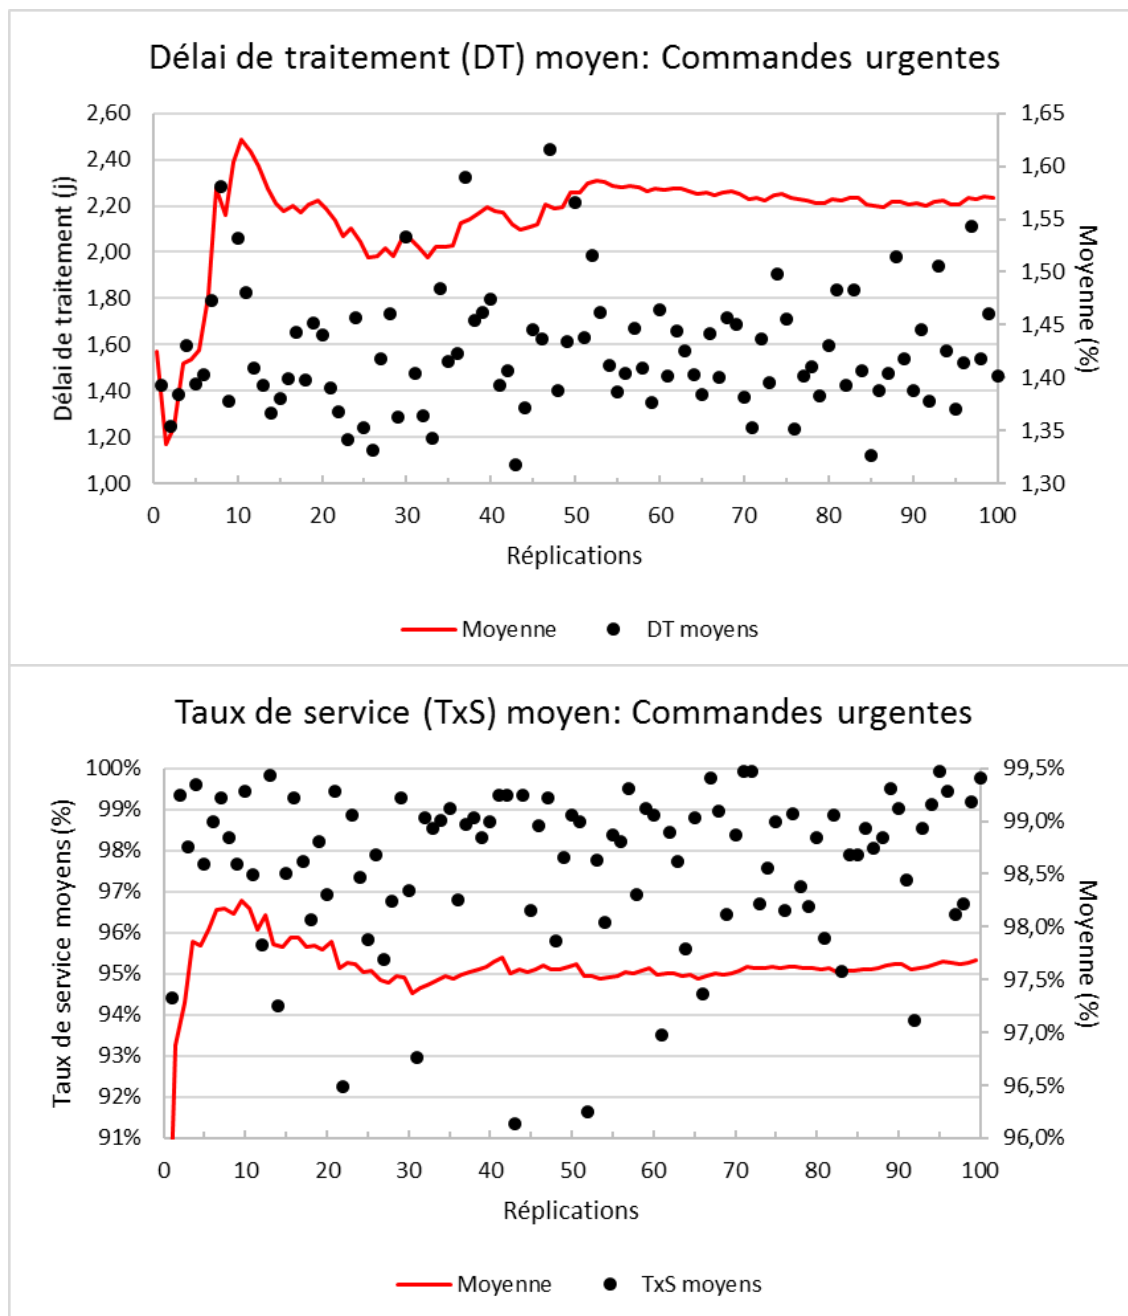 Délai de traitement (DT) moyen: Commandes urgentes
Délai de traitement (j)
2,60
2,40
2,20
2,00
1,80
1,60
1,40
1,20
1,00
1,65
1,60
1,55
1,50
1,45
1,40
1,35
1,30
Moyenne (%)
0 10 20 30 40 50 60 70 80 90 100
Réplications
Moyenne DT moyens
Taux de service (TxS) moyen: Commandes urgentes
Taux de service moyens (%)
100%
99%
98%
97%
96%
95%
94%
93%
92%
91%
99,5%
99,0%
98,5%
98,0%
97,5%
97,0%
96,5%
96,0%
Moyenne (%)
0 10 20 30 40 50 60 70 80 90 100
Réplications
Moyenne TxS moyens